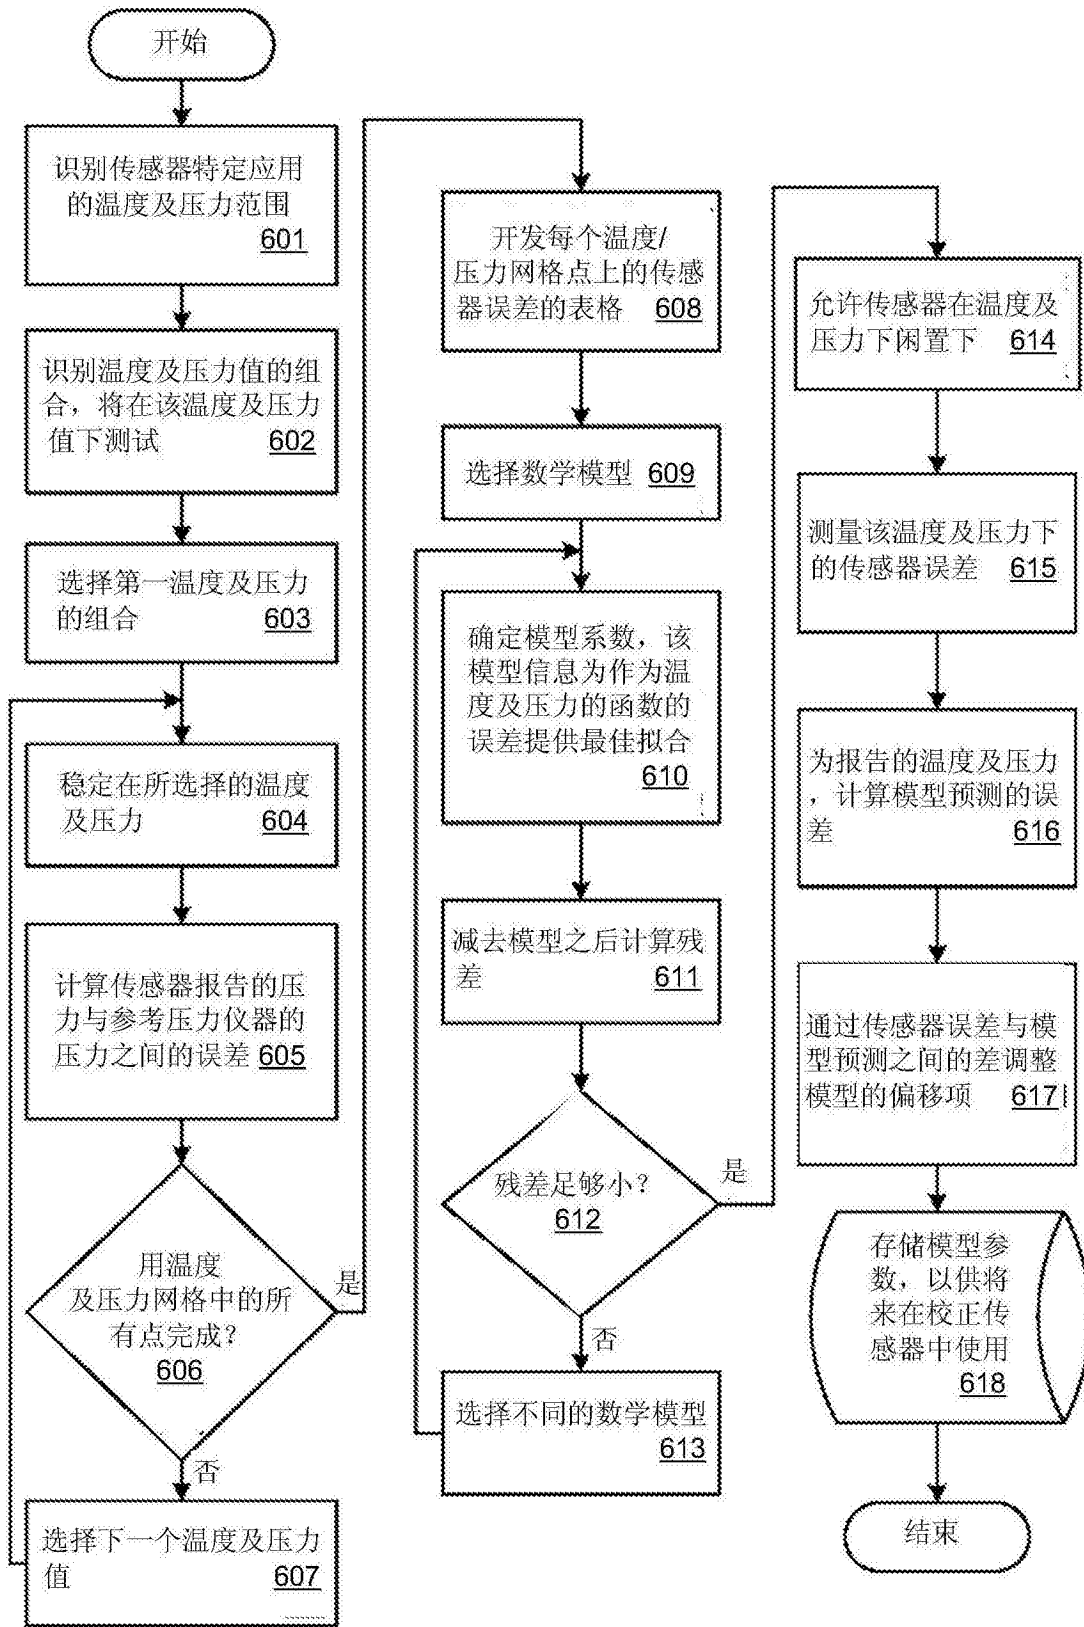 开始
识别传感器特定应用
的温度及压力范围
601
识别温度及压力值的组
合，将在该温度及压力
值下测试 602
选择第一温度及压力
的组合 603
稳定在所选择的温度
及压力 604
计算传感器报告的压
力与参考压力仪器的
压力之间的误差 605
用温度
及压力网格中的所
有点完成？
606
是
否
选择下一个温度及压力
值 607
开发每个温度/
压力网格点上的传感
器误差的表格 608
选择数学模型 609
确定模型系数，该
模型信息为作为温
度及压力的函数的
误差提供最佳拟合
610
减去模型之后计算残
差 611
残差足够小？
612
是
否
选择不同的数学模型
613
允许传感器在温度及
压力下闲置下 614
测量该温度及压力下
的传感器误差 615
为报告的温度及压力
，计算模型预测的误
差 616
通过传感器误差与模
型预测之间的差调整
模型的偏移项 617
存储模型参
数，以供将
来在校正传
感器中使用
618
结束